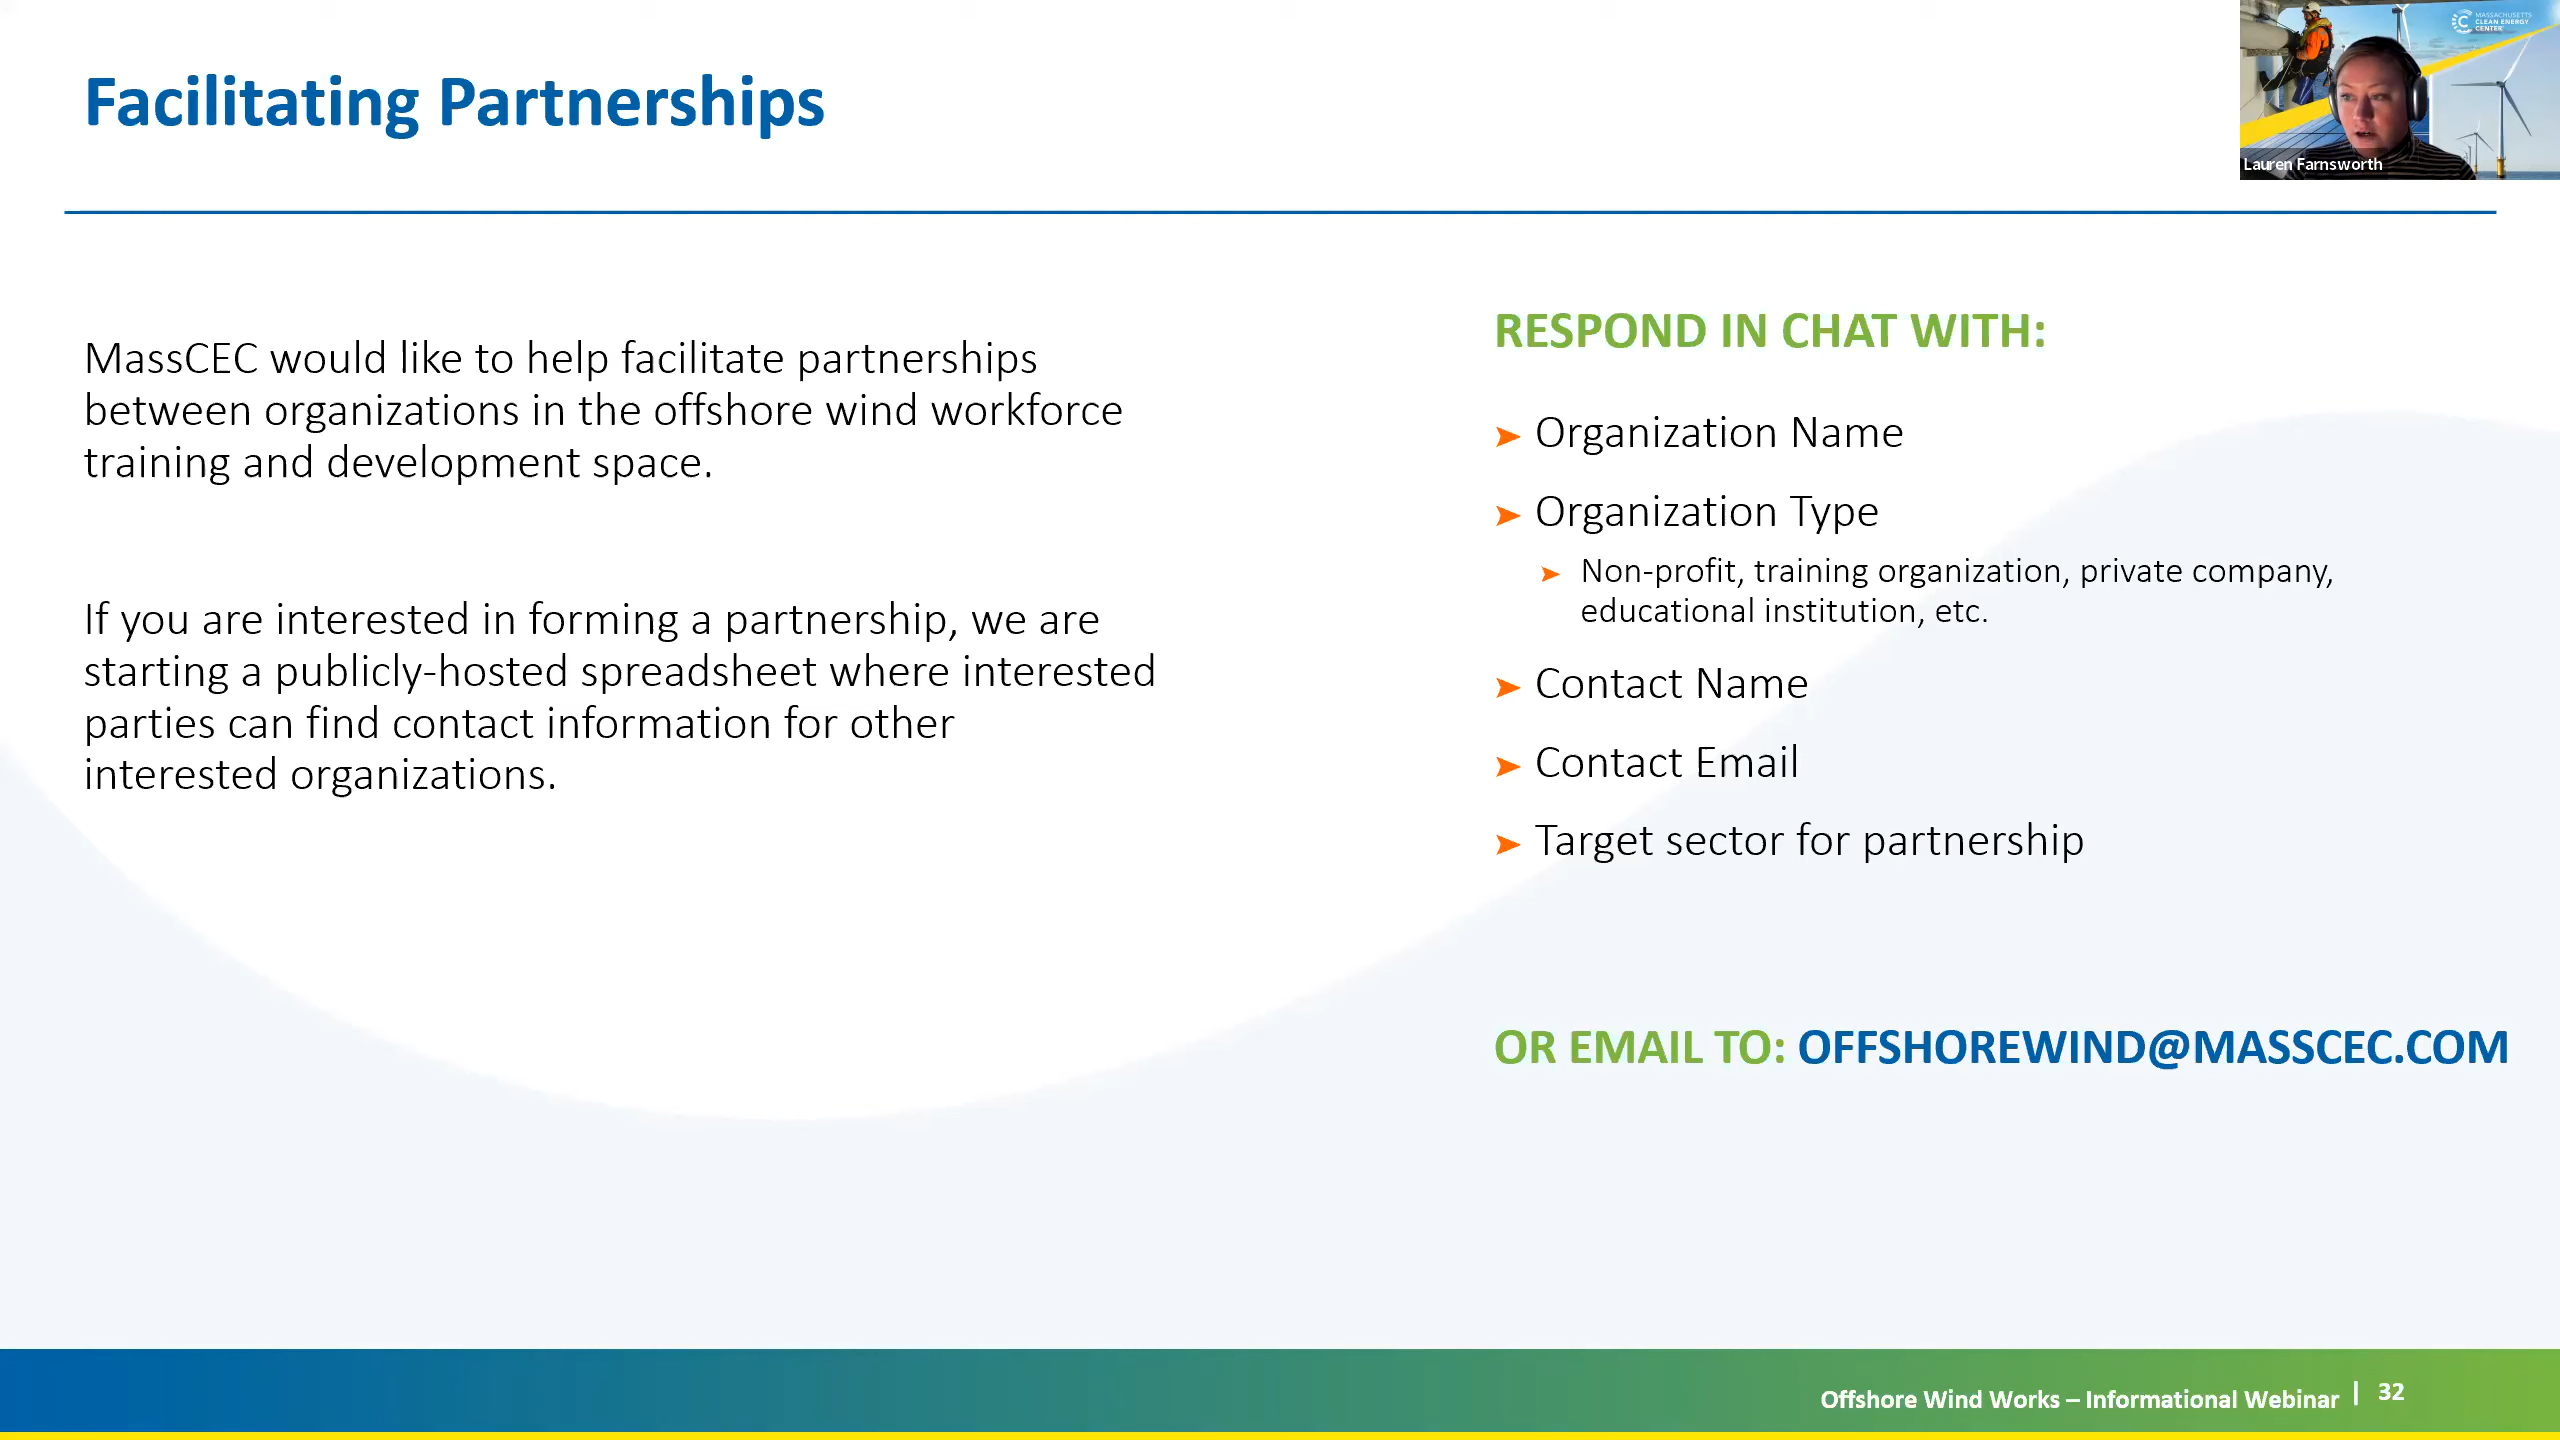 Facilitating Partnerships
MASSACHUSETTS
CLEAN ENERGY
CENTER
Lauren Farnsworth
MassCEC would like to help facilitate partnerships
between organizations in the offshore wind workforce
training and development space.
If you are interested in forming a partnership, we are
starting a publicly-hosted spreadsheet where interested
parties can find contact information for other
interested organizations.
RESPOND IN CHAT WITH:
➤ Organization Name
➤ Organization Type
➤ Non-profit, training organization, private company,
educational institution, etc.
➤ Contact Name
➤ Contact Email
➤ Target sector for partnership
OR EMAIL TO: OFFSHOREWIND@MASSCEC.COM
Offshore Wind Works – Informational Webinar | 32